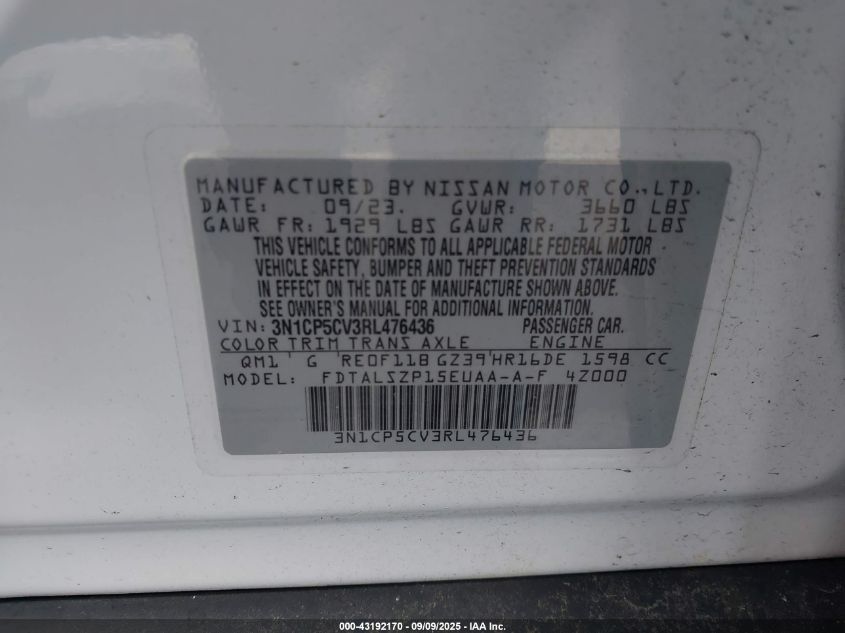 MANUFACTURED BY NISSAN MOTOR CO.,LTD.
DATE: 09/23. GVWR: 3660 LBS
GAWR FR: 1929 LBS GAWR RR: 1731 LBS
THIS VEHICLE CONFORMS TO ALL APPLICABLE FEDERAL MOTOR
VEHICLE SAFETY, BUMPER AND THEFT PREVENTION STANDARDS
IN EFFECT ON THE DATE OF MANUFACTURE SHOWN ABOVE.
SEE OWNER'S MANUAL FOR ADDITIONAL INFORMATION.
VIN: 3N1CP5CV3RL476436 PASSENGER CAR.
COLOR TRIM TRANS AXLE ENGINE
QM1 G RE0F11B GZ39 HR16DE 1598 CC
MODEL: FDTALSZP15EUAA-A-F 4Z000
3N1CP5CV3RL476436
000-43192170 - 09/09/2025 - IAA Inc.